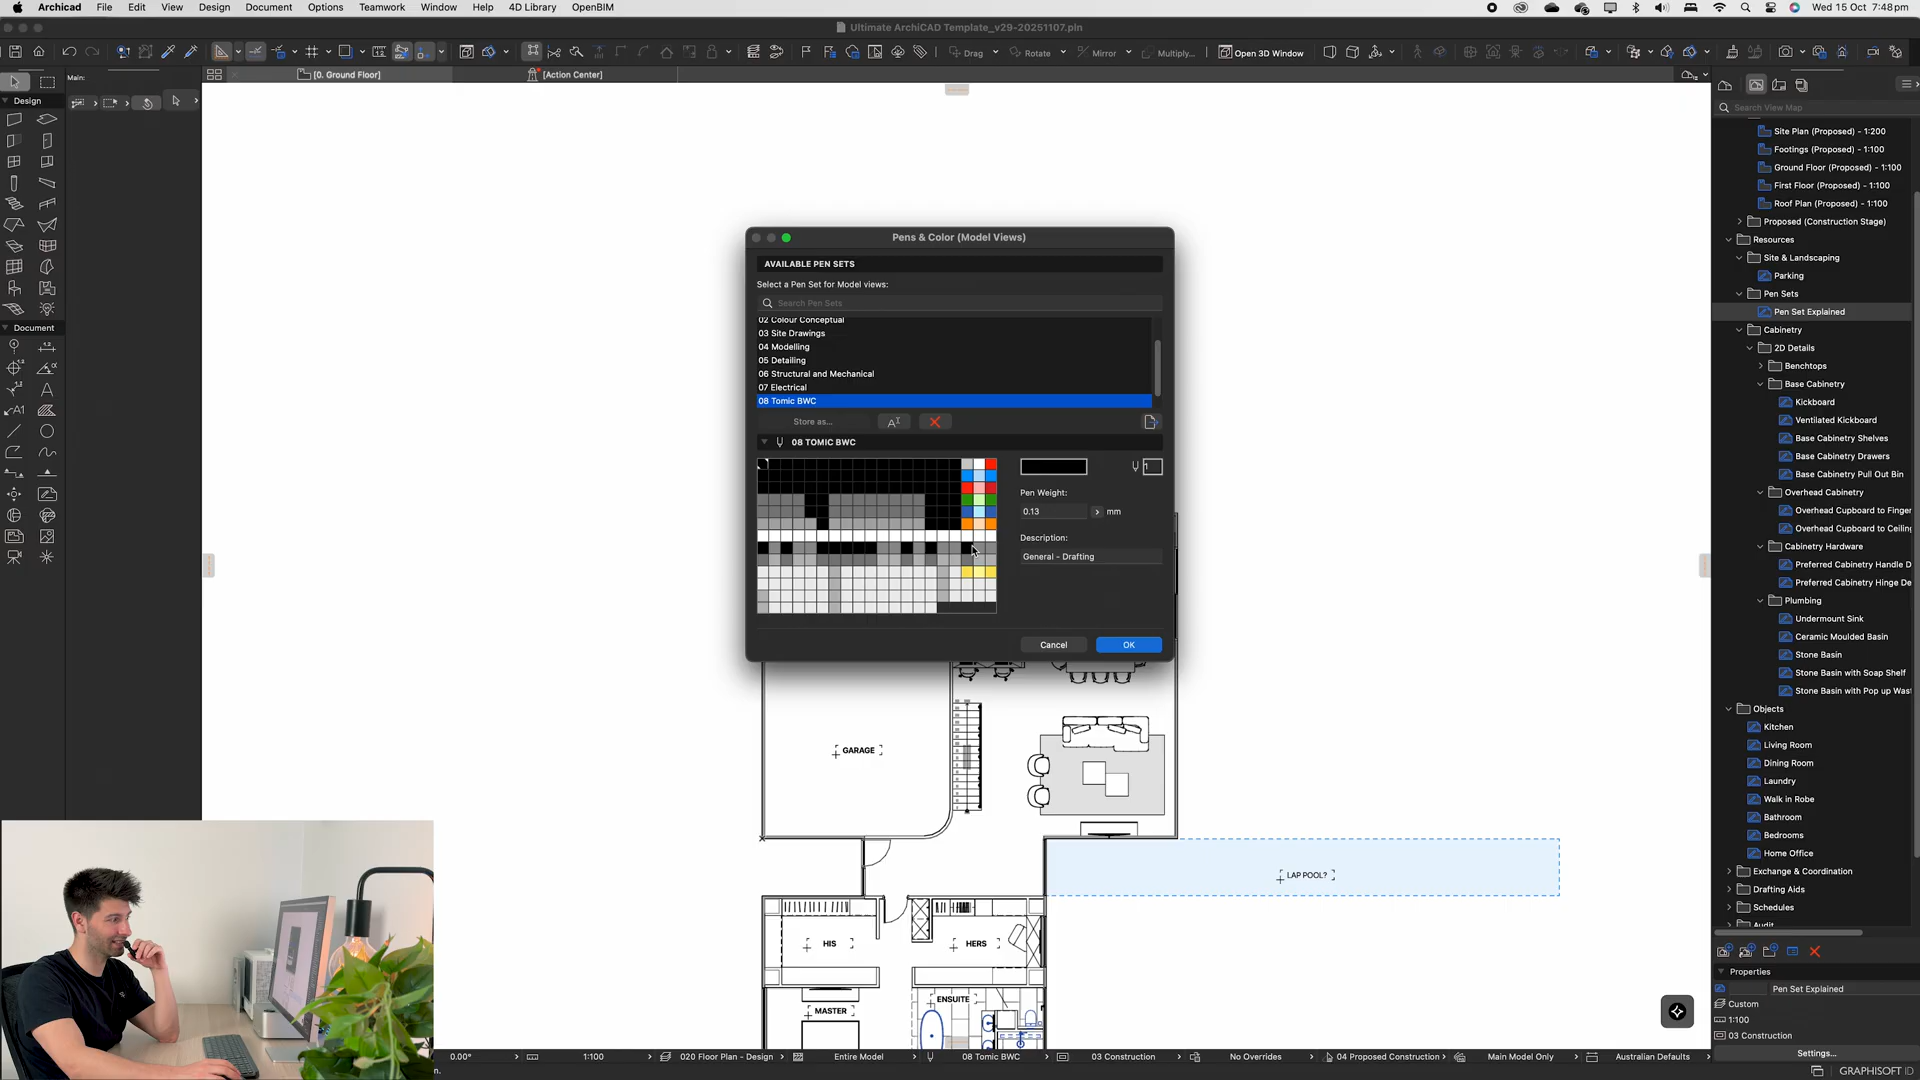 Archicad File Edit View Design Document Options Teamwork Window Help 4D Library OpenBIM
Wed 15 Oct 7:48 pm
Ultimate ArchiCAD Template_v29-20251107.pln
Drag Rotate Mirror Multiply... Open 3D Window
[0. Ground Floor] [Action Center]
Main:
Design
Document
Search View Map
Site Plan (Proposed) - 1:200
Footings (Proposed) - 1:100
Ground Floor (Proposed) - 1:100
First Floor (Proposed) - 1:100
Roof Plan (Proposed) - 1:100
Proposed (Construction Stage)
Resources
Site & Landscaping
Parking
Pen Sets
Pen Set Explained
Cabinetry
2D Details
Benchtops
Base Cabinetry
Kickboard
Ventilated Kickboard
Base Cabinetry Shelves
Base Cabinetry Drawers
Base Cabinetry Pull Out Bin
Overhead Cabinetry
Overhead Cupboard to Finger
Overhead Cupboard to Ceiling
Cabinetry Hardware
Preferred Cabinetry Handle D
Preferred Cabinetry Hinge De
Plumbing
Undermount Sink
Ceramic Moulded Basin
Stone Basin
Stone Basin with Soap Shelf
Stone Basin with Pop up Was
Objects
Kitchen
Living Room
Dining Room
Laundry
Walk in Robe
Bathroom
Bedrooms
Home Office
Exchange & Coordination
Drafting Aids
Schedules
Audit
Properties
Pen Set Explained
Custom
1:100
03 Construction
Settings...
GRAPHISOFT ID
Pens & Color (Model Views)
AVAILABLE PEN SETS
Select a Pen Set for Model views:
Search Pen Sets
02 Colour Conceptual
03 Site Drawings
04 Modelling
05 Detailing
06 Structural and Mechanical
07 Electrical
08 Tomic BWC
Store as...
08 TOMIC BWC
1
Pen Weight:
0.13 mm
Description:
General - Drafting
Cancel OK
GARAGE
LAP POOL?
HIS
HERS
ENSUITE
MASTER
0.00° 1:100 020 Floor Plan - Design Entire Model 08 Tomic BWC 03 Construction No Overrides 04 Proposed Construction Main Model Only Australian Defaults